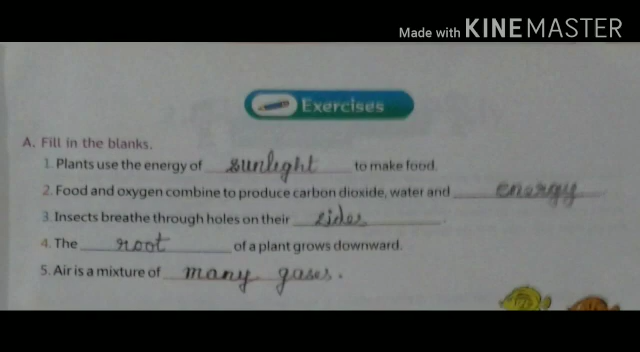 Made with KINEMASTER
Exercises
A. Fill in the blanks.
1. Plants use the energy of sunlight to make food.
2. Food and oxygen combine to produce carbon dioxide, water and energy
3. Insects breathe through holes on their sides.
4. The root of a plant grows downward.
5. Air is a mixture of many gases.